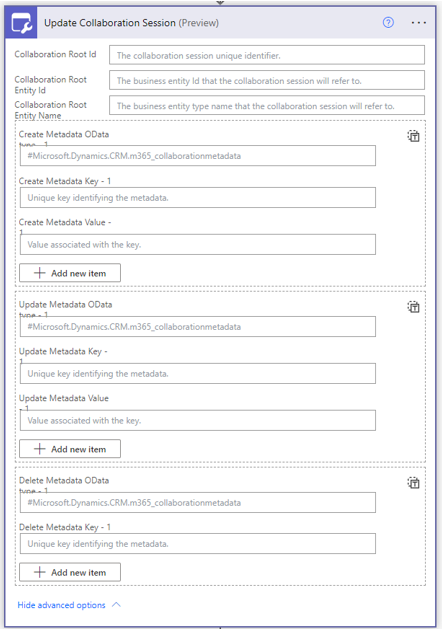 Update Collaboration Session (Preview)
Collaboration Root Id
The collaboration session unique identifier.
Collaboration Root
Entity Id
The business entity Id that the collaboration session will refer to.
Collaboration Root
Entity Name
The business entity type name that the collaboration session will refer to.
Create Metadata OData
type - 1
#Microsoft.Dynamics.CRM.m365_collaborationmetadata
Create Metadata Key - 1
Unique key identifying the metadata.
Create Metadata Value -
1
Value associated with the key.
+ Add new item
Update Metadata OData
type - 1
#Microsoft.Dynamics.CRM.m365_collaborationmetadata
Update Metadata Key -
1
Unique key identifying the metadata.
Update Metadata Value
- 1
Value associated with the key.
+ Add new item
Delete Metadata OData
type - 1
#Microsoft.Dynamics.CRM.m365_collaborationmetadata
Delete Metadata Key - 1
Unique key identifying the metadata.
+ Add new item
Hide advanced options